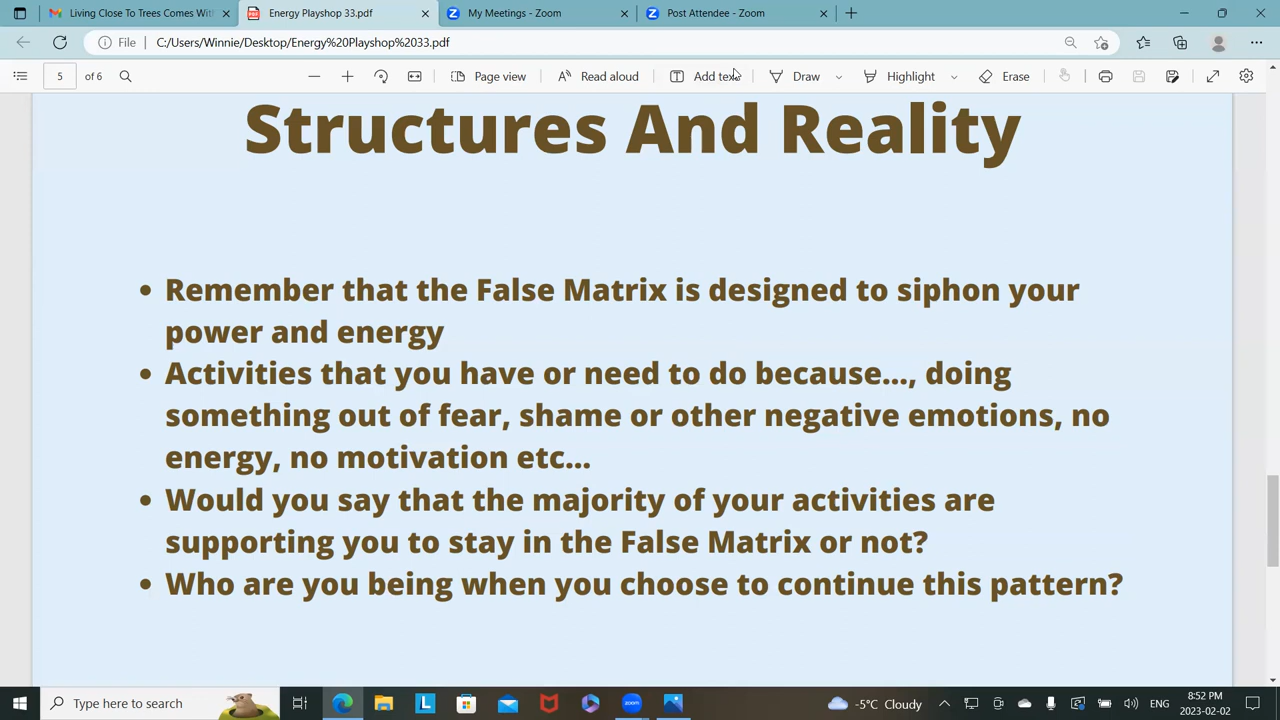 Living Close To Trees Comes Wit
Energy Playshop 33.pdf
My Meetings - Zoom
Post Attendee - Zoom
File
C:/Users/Winnie/Desktop/Energy%20Playshop%2033.pdf
5 of 6
Page view
Read aloud
Add text
Draw
Highlight
Erase
Structures And Reality
• Remember that the False Matrix is designed to siphon your
power and energy
• Activities that you have or need to do because..., doing
something out of fear, shame or other negative emotions, no
energy, no motivation etc...
• Would you say that the majority of your activities are
supporting you to stay in the False Matrix or not?
• Who are you being when you choose to continue this pattern?
Type here to search
zoom
-5°C Cloudy
ENG
8:52 PM
2023-02-02